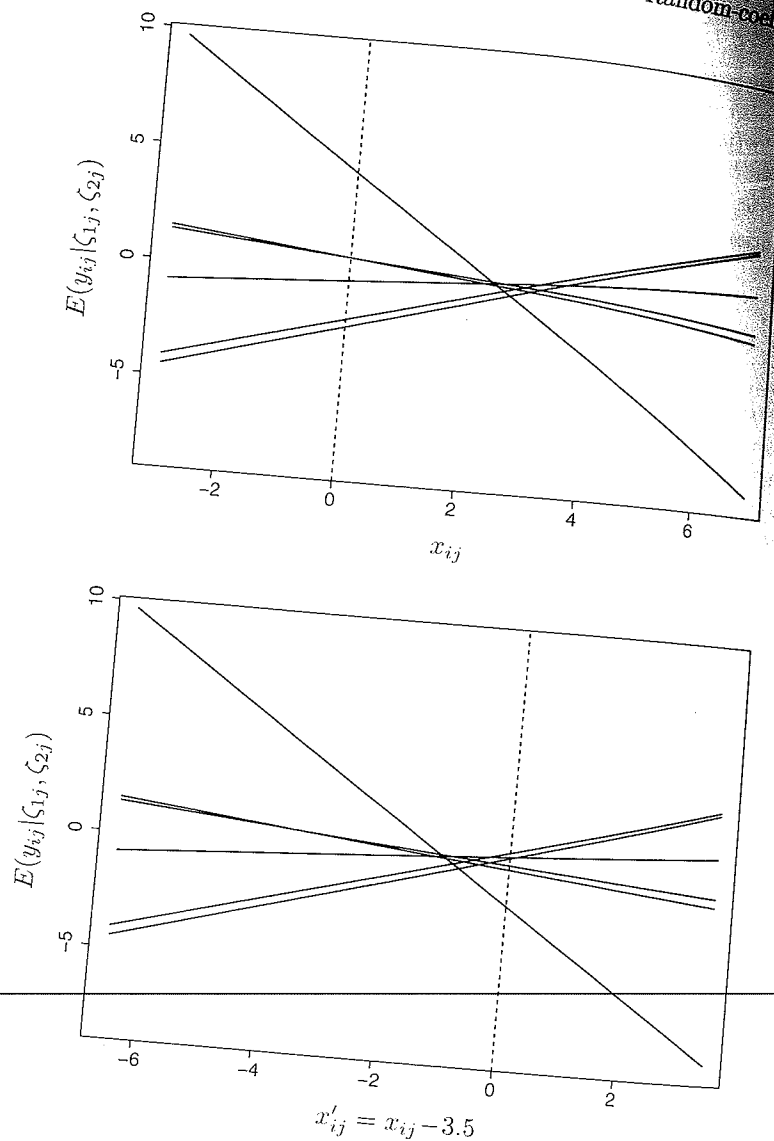 Random-coef
10
5
0
−5
E(y_{ij}|ζ_{1j}, ζ_{2j})
−2 0 2 4 6
x_{ij}
10
5
0
−5
E(y_{ij}|ζ_{1j}, ζ_{2j})
−6 −4 −2 0 2
x′_{ij} = x_{ij} −3.5